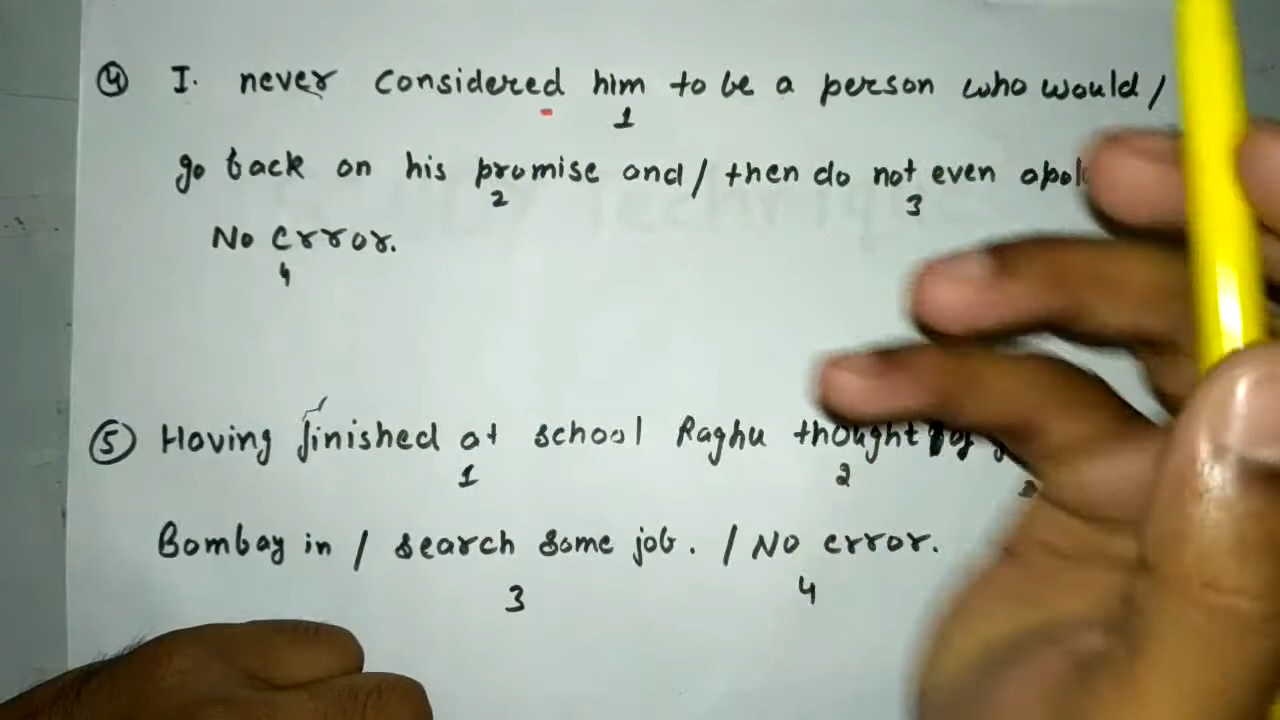 ④ I. never considered him to be a person who would /
1
go back on his promise and / then do not even
2 3
No error.
4
⑤ Having finished at school Raghu thought of
1 2
Bombay in / search some job. / No error.
3 4